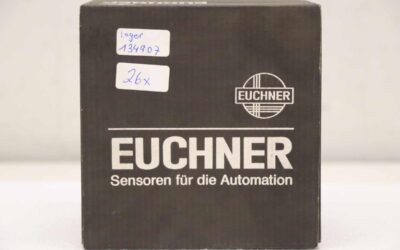 lager
134907
26x
EUCHNER
EUCHNER
Sensoren für die Automation